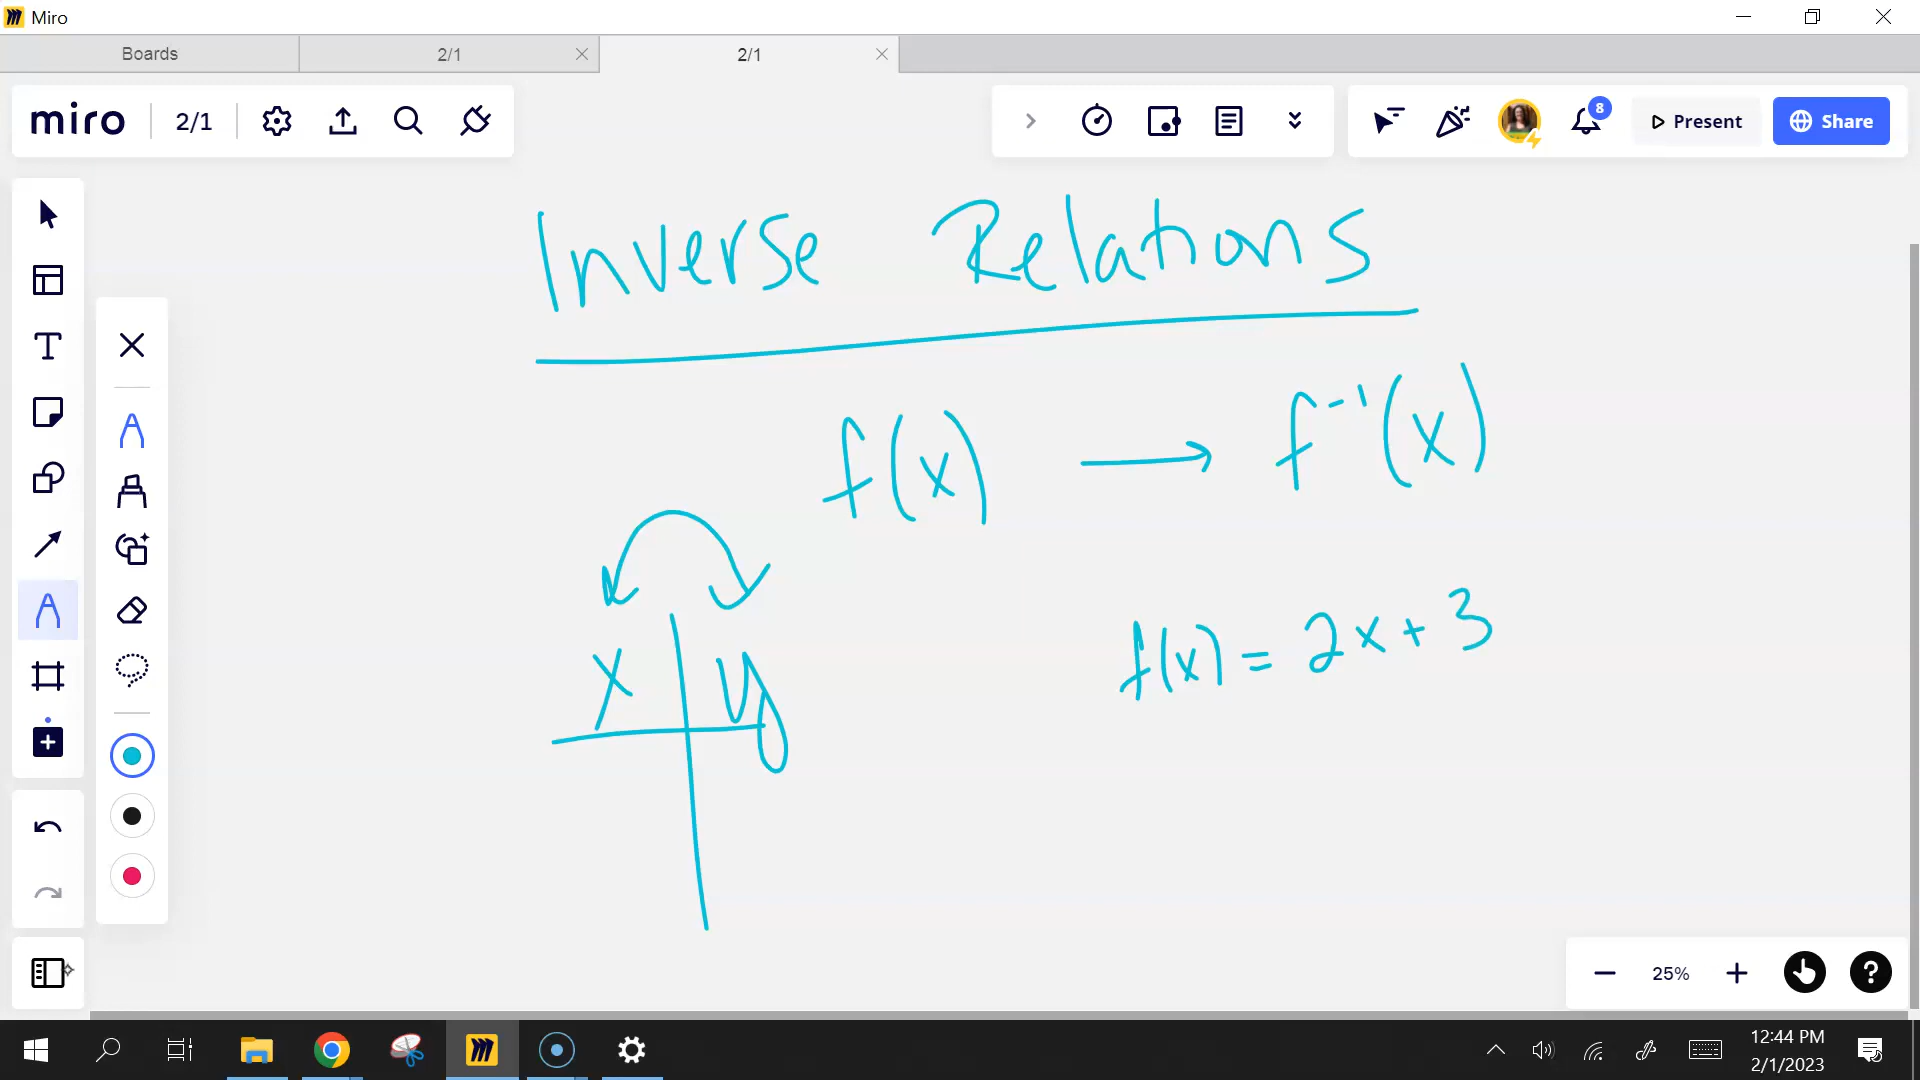 Miro
Boards
2/1
2/1
miro
2/1
8
Present
Share
Inverse Relations
f(x) → f⁻¹(x)
f(x) = 2x + 3
x y
25%
12:44 PM
2/1/2023